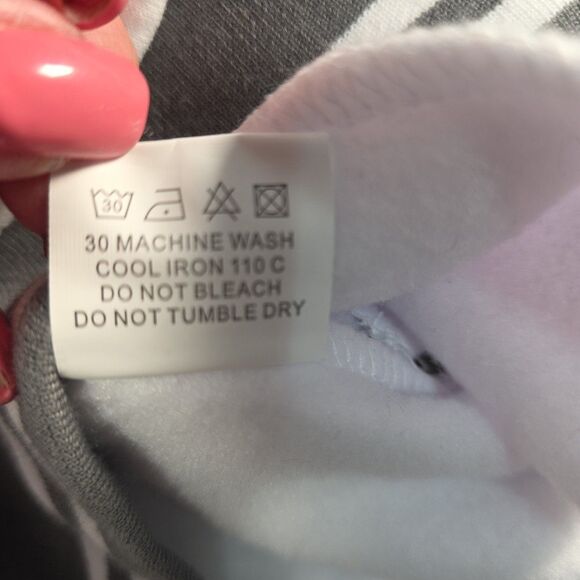 30
30 MACHINE WASH
COOL IRON 110 C
DO NOT BLEACH
DO NOT TUMBLE DRY